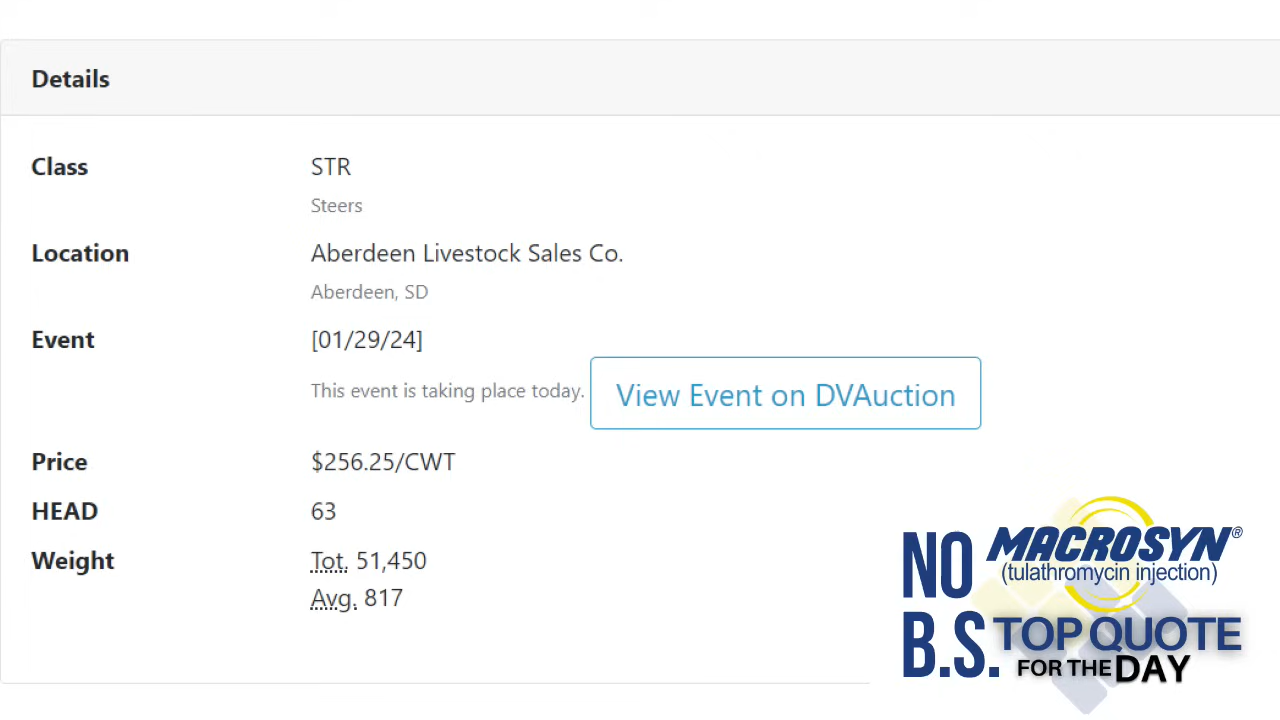 Details
Class STR
Steers
Location Aberdeen Livestock Sales Co.
Aberdeen, SD
Event [01/29/24]
This event is taking place today. View Event on DVAuction
Price $256.25/CWT
HEAD 63
Weight Tot. 51,450
Avg. 817
NO MACROSYN®
(tulathromycin injection)
B.S. TOP QUOTE
FOR THE DAY